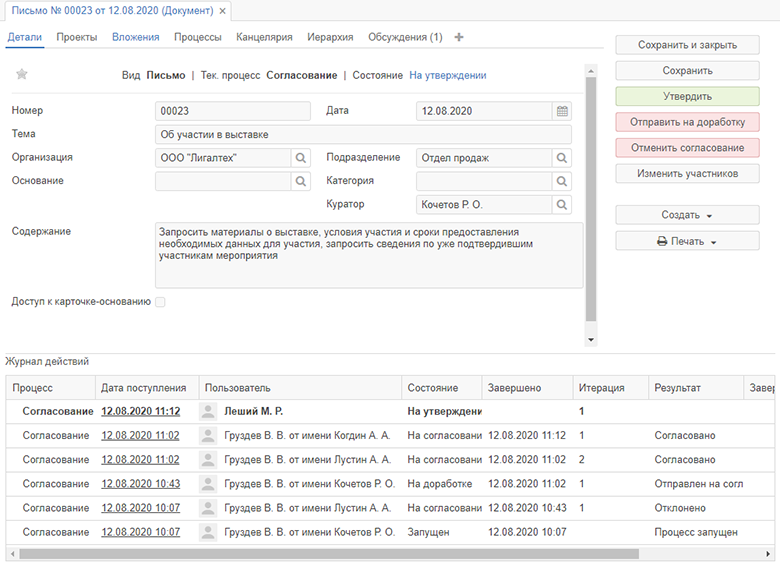 Письмо № 00023 от 12.08.2020 (Документ) ×
Детали Проекты Вложения Процессы Канцелярия Иерархия Обсуждения (1)
Вид Письмо | Тек. процесс Согласование | Состояние На утверждении
Номер 00023 Дата 12.08.2020
Тема Об участии в выставке
Организация ООО "Лигалтех" Подразделение Отдел продаж
Основание Категория
Куратор Кочетов Р. О.
Содержание Запросить материалы о выставке, условия участия и сроки предоставления
необходимых данных для участия, запросить сведения по уже подтвердившим
участникам мероприятия
Доступ к карточке-основанию
Сохранить и закрыть
Сохранить
Утвердить
Отправить на доработку
Отменить согласование
Изменить участников
Создать
Печать
Журнал действий
Процесс Дата поступления Пользователь Состояние Завершено Итерация Результат Завер
Согласование 12.08.2020 11:12 Леший М. Р. На утверждени 1
Согласование 12.08.2020 11:02 Груздев В. В. от имени Когдин А. А. На согласовани 12.08.2020 11:12 1 Согласовано
Согласование 12.08.2020 11:02 Груздев В. В. от имени Лустин А. А. На согласовани 12.08.2020 11:02 2 Согласовано
Согласование 12.08.2020 10:43 Груздев В. В. от имени Кочетов Р. О. На доработке 12.08.2020 11:02 1 Отправлен на согл
Согласование 12.08.2020 10:07 Груздев В. В. от имени Лустин А. А. На согласовани 12.08.2020 10:43 1 Отклонено
Согласование 12.08.2020 10:07 Груздев В. В. от имени Кочетов Р. О. Запущен 12.08.2020 10:07 Процесс запущен